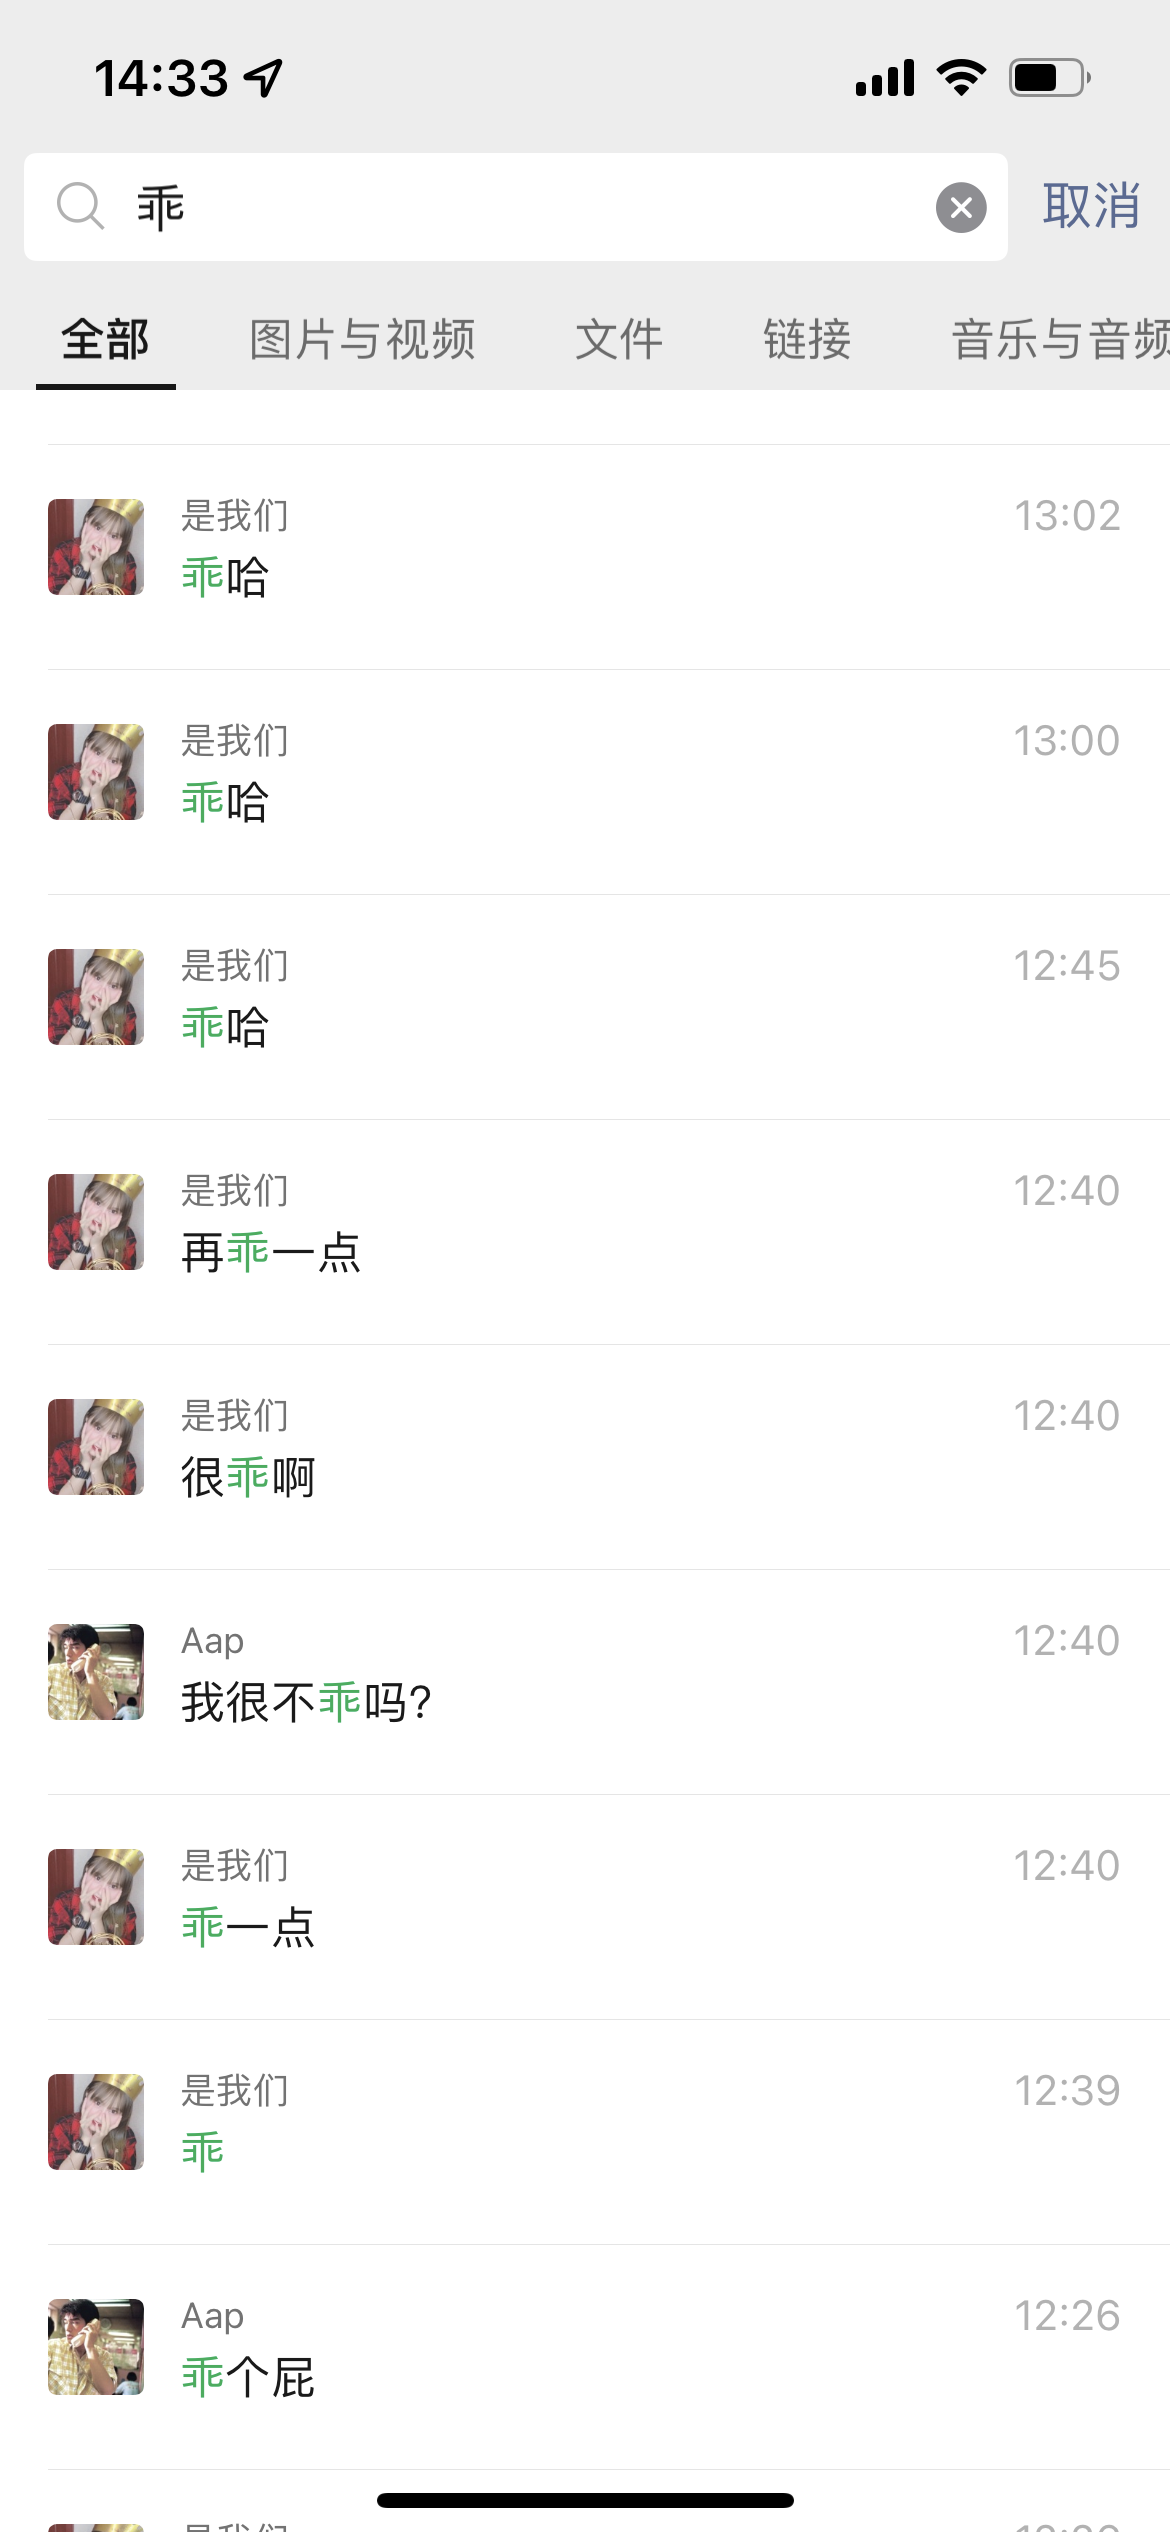 14:33
乖
取消
全部 图片与视频 文件 链接 音乐与音频
是我们 13:02
乖哈
是我们 13:00
乖哈
是我们 12:45
乖哈
是我们 12:40
再乖一点
是我们 12:40
很乖啊
Aap 12:40
我很不乖吗?
是我们 12:40
乖一点
是我们 12:39
乖
Aap 12:26
乖个屁
是我们